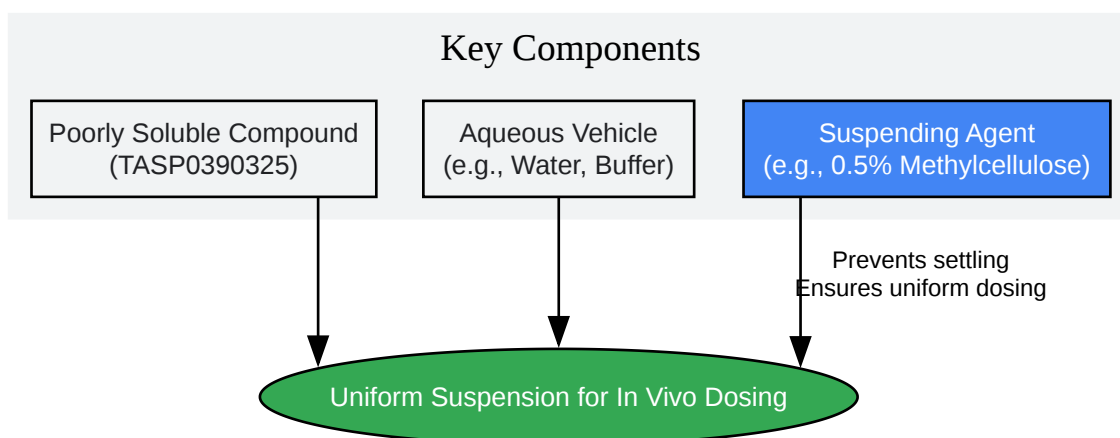 Key Components
Poorly Soluble Compound
(TASP0390325)
Aqueous Vehicle
(e.g., Water, Buffer)
Suspending Agent
(e.g., 0.5% Methylcellulose)
Prevents settling
Ensures uniform dosing
Uniform Suspension for In Vivo Dosing